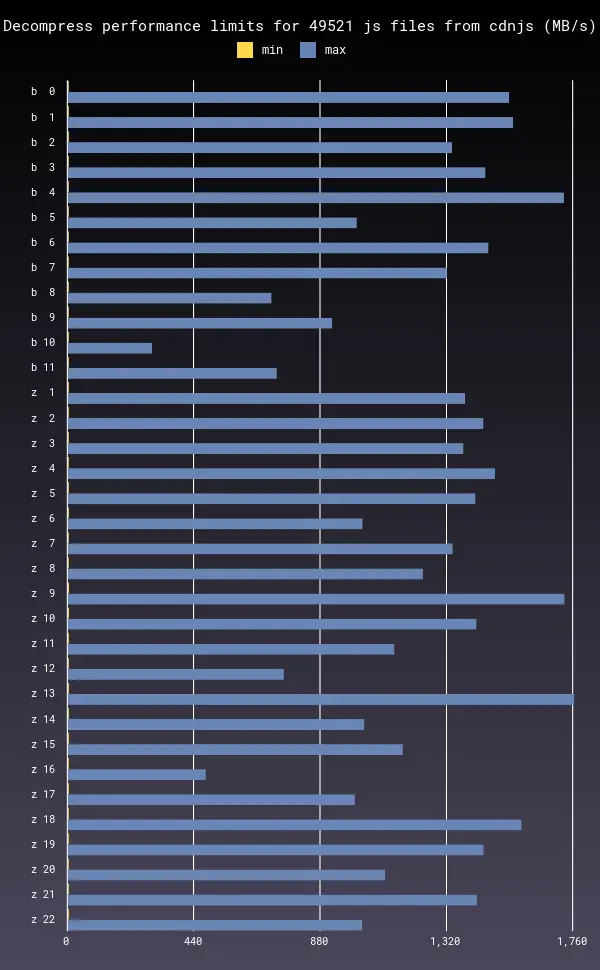 Decompress performance limits for 49521 js files from cdnjs (MB/s)
min max
b 0
b 1
b 2
b 3
b 4
b 5
b 6
b 7
b 8
b 9
b 10
b 11
z 1
z 2
z 3
z 4
z 5
z 6
z 7
z 8
z 9
z 10
z 11
z 12
z 13
z 14
z 15
z 16
z 17
z 18
z 19
z 20
z 21
z 22
0 440 880 1,320 1,760